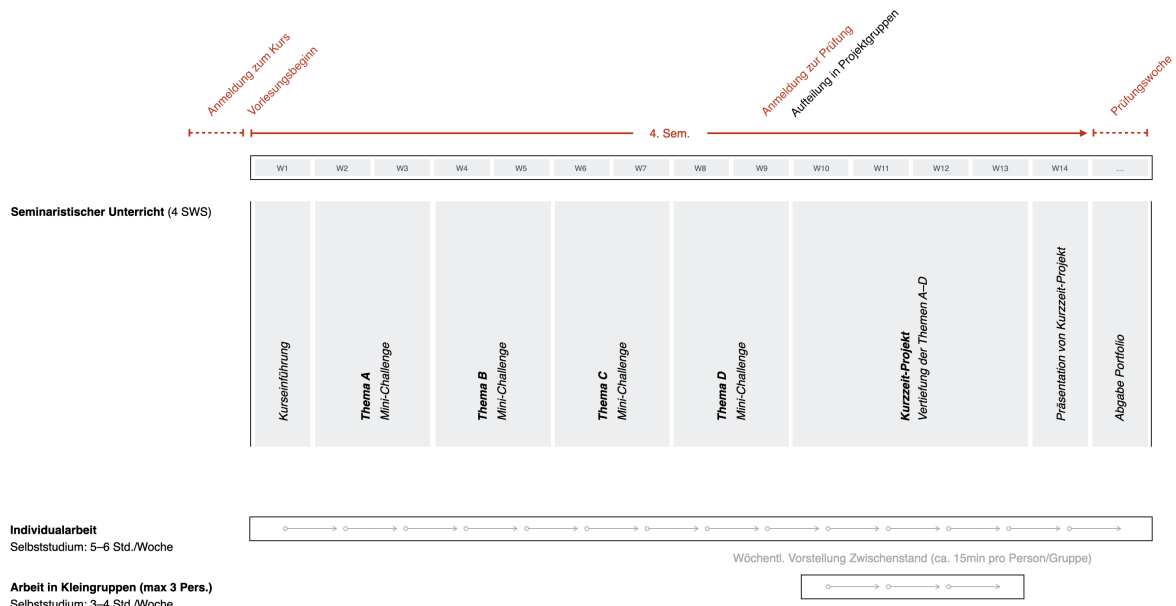 Anmeldung zum Kurs
Vorlesungsbeginn
Anmeldung zur Prüfung
Aufteilung in Projektgruppen
Prüfungswoche
4. Sem.
W1 W2 W3 W4 W5 W6 W7 W8 W9 W10 W11 W12 W13 W14 ...
Seminaristischer Unterricht (4 SWS)
Kurseinführung
Thema A
Mini-Challenge
Thema B
Mini-Challenge
Thema C
Mini-Challenge
Thema D
Mini-Challenge
Kurzzeit-Projekt
Vertiefung der Themen A–D
Präsentation von Kurzzeit-Projekt
Abgabe Portfolio
Individualarbeit
Selbststudium: 5–6 Std./Woche
Wöchentl. Vorstellung Zwischenstand (ca. 15min pro Person/Gruppe)
Arbeit in Kleingruppen (max 3 Pers.)
Selbststudium: 3–4 Std./Woche